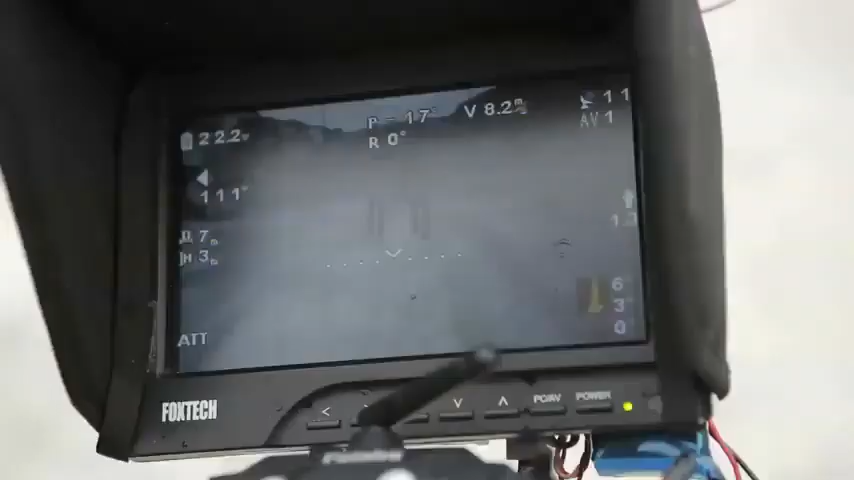 22.2V
P - 17°
R 0°
V 8.2
11
AV 1
111°
7
H 3
ATT
6
3
0
FOXTECH
< V Λ PC/AV POWER